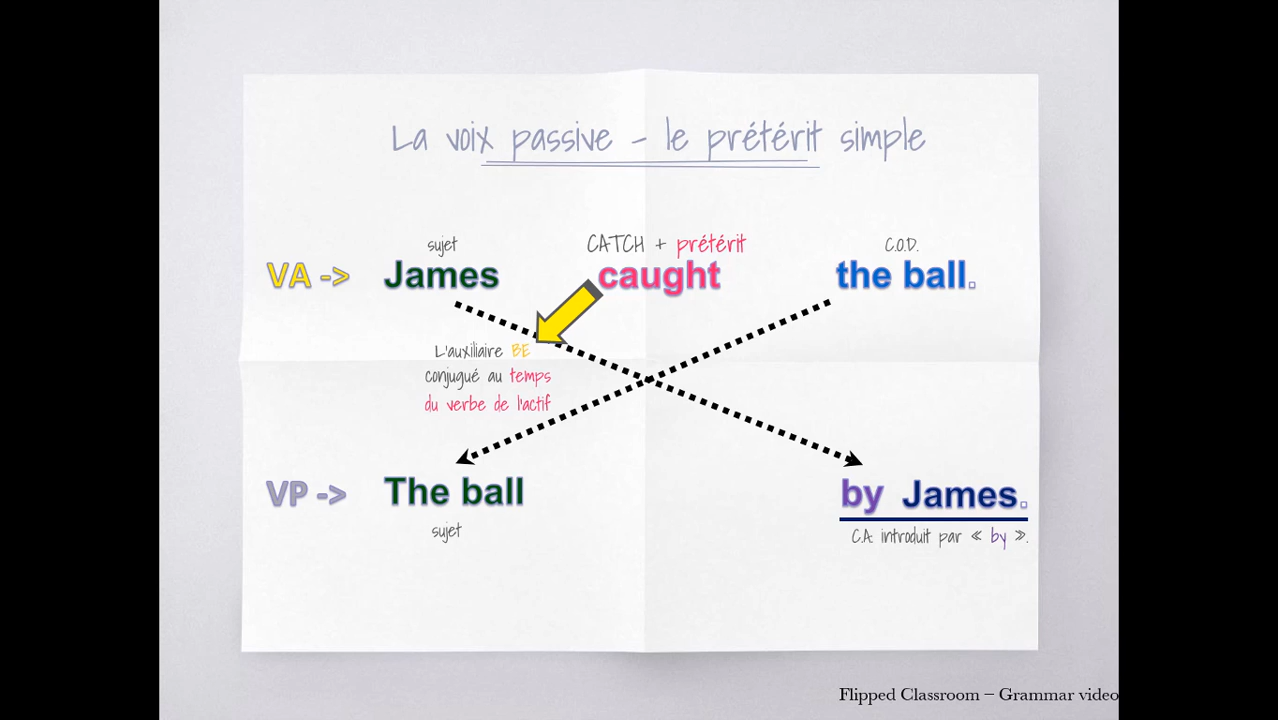 La voix passive - le prétérit simple
sujet CATCH + prétérit C.O.D.
VA -> James caught the ball.
L'auxiliaire BE
conjugué au temps
du verbe de l'actif
VP -> The ball by James.
sujet C.A. introduit par « by ».
Flipped Classroom – Grammar video